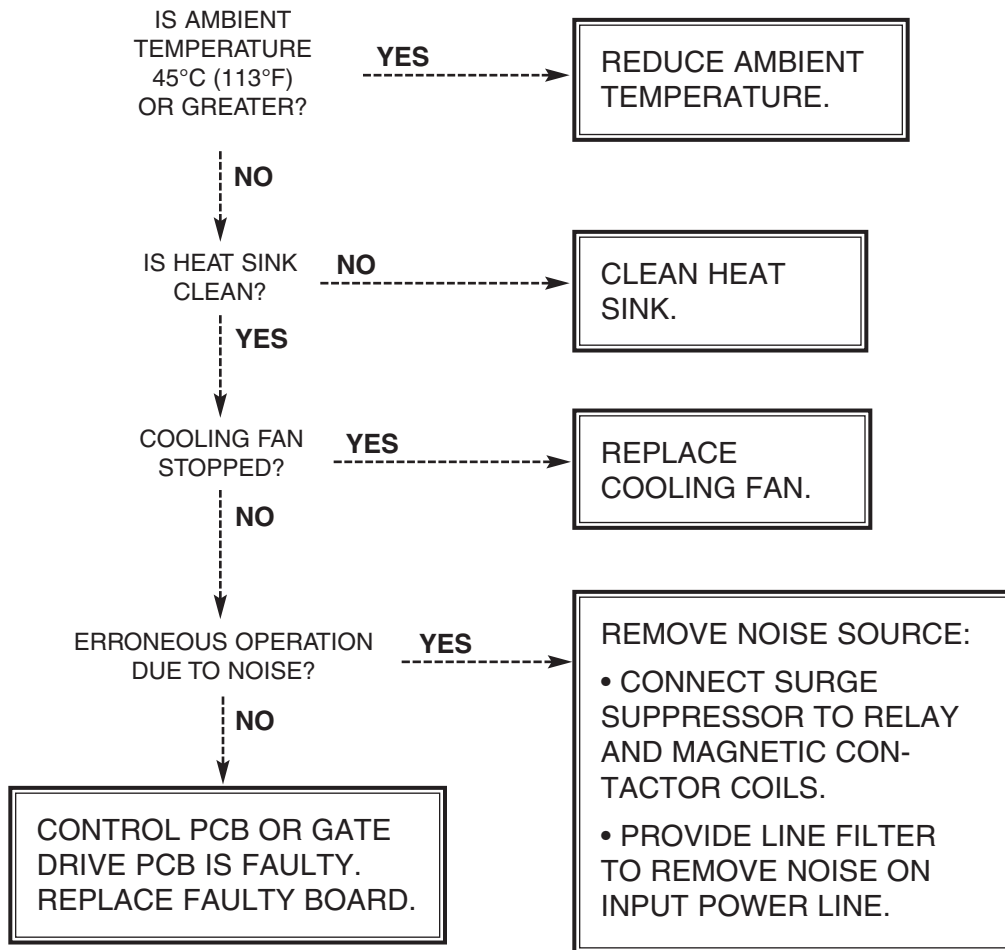 IS AMBIENT
TEMPERATURE
45°C (113°F)
OR GREATER?
YES
REDUCE AMBIENT
TEMPERATURE.
NO
IS HEAT SINK
CLEAN?
NO
CLEAN HEAT
SINK.
YES
COOLING FAN
STOPPED?
YES
REPLACE
COOLING FAN.
NO
ERRONEOUS OPERATION
DUE TO NOISE?
YES
REMOVE NOISE SOURCE:
• CONNECT SURGE
SUPPRESSOR TO RELAY
AND MAGNETIC CON-
TACTOR COILS.
• PROVIDE LINE FILTER
TO REMOVE NOISE ON
INPUT POWER LINE.
NO
CONTROL PCB OR GATE
DRIVE PCB IS FAULTY.
REPLACE FAULTY BOARD.